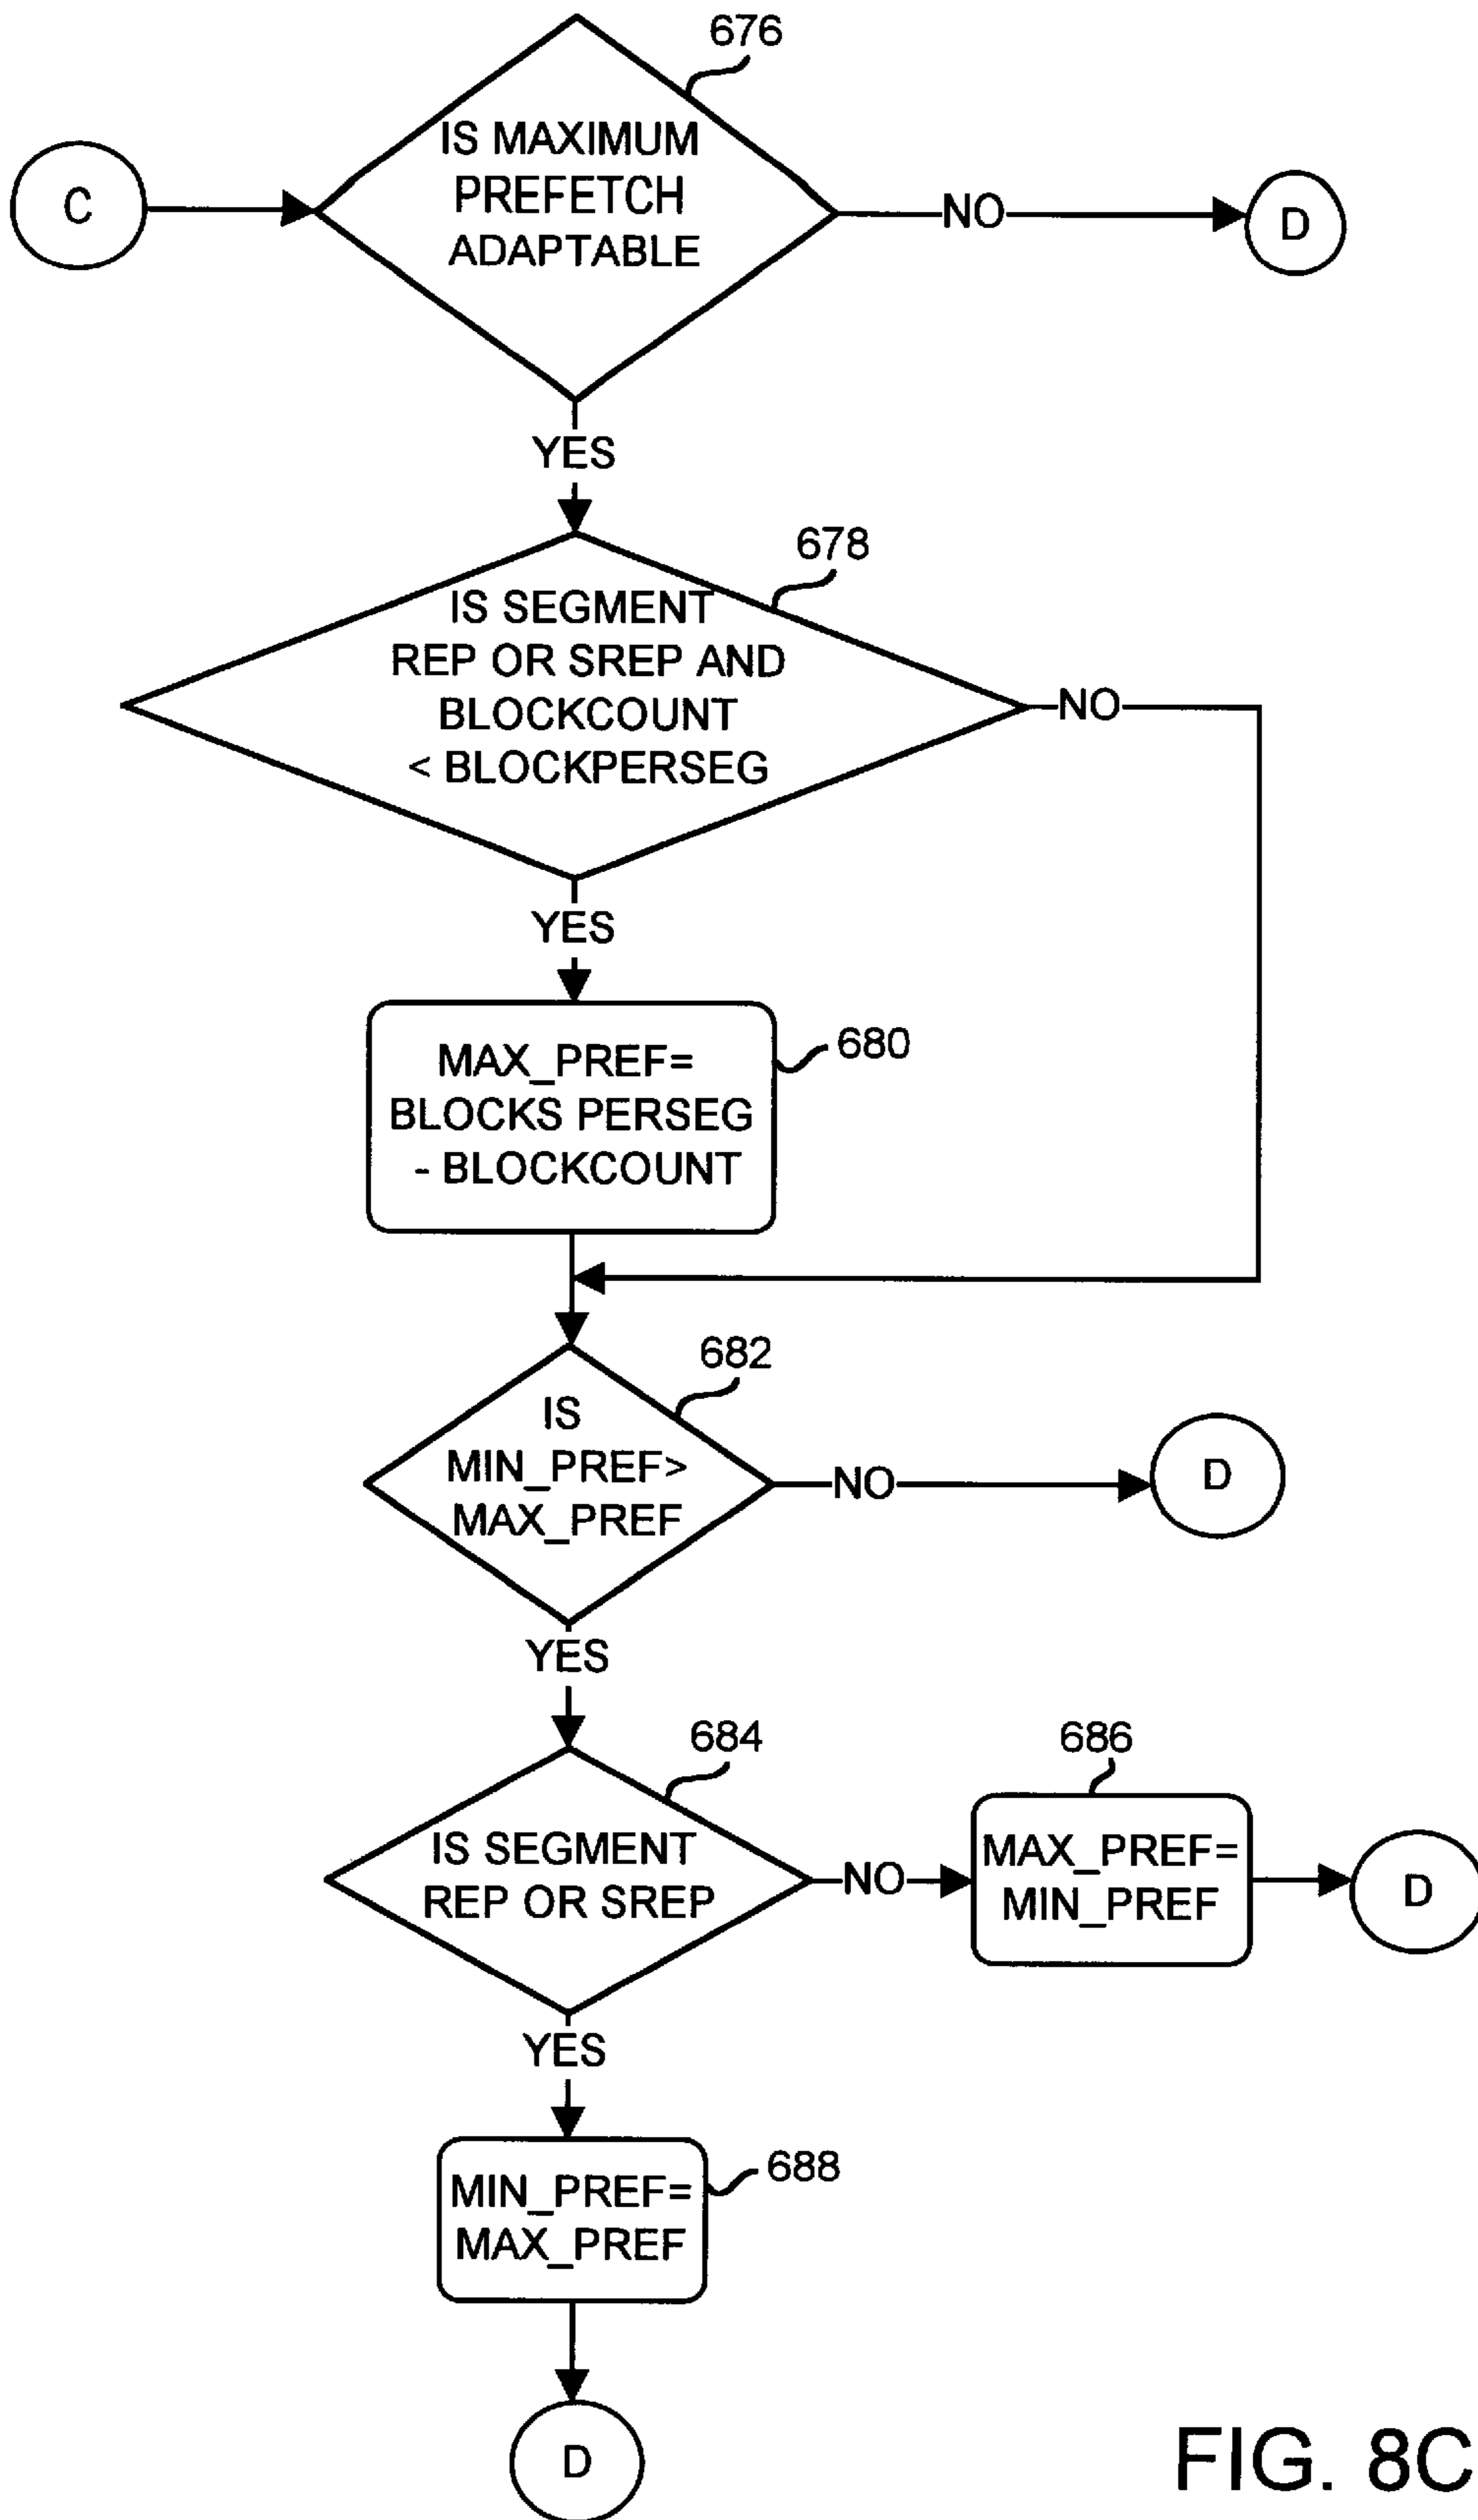 676
IS MAXIMUM
PREFETCH
ADAPTABLE
C
NO
D
YES
678
IS SEGMENT
REP OR SREP AND
BLOCKCOUNT
< BLOCKPERSEG
NO
YES
680
MAX_PREF=
BLOCKS PERSEG
- BLOCKCOUNT
682
IS
MIN_PREF>
MAX_PREF
NO
D
YES
684
IS SEGMENT
REP OR SREP
NO
686
MAX_PREF=
MIN_PREF
D
YES
688
MIN_PREF=
MAX_PREF
D
FIG. 8C